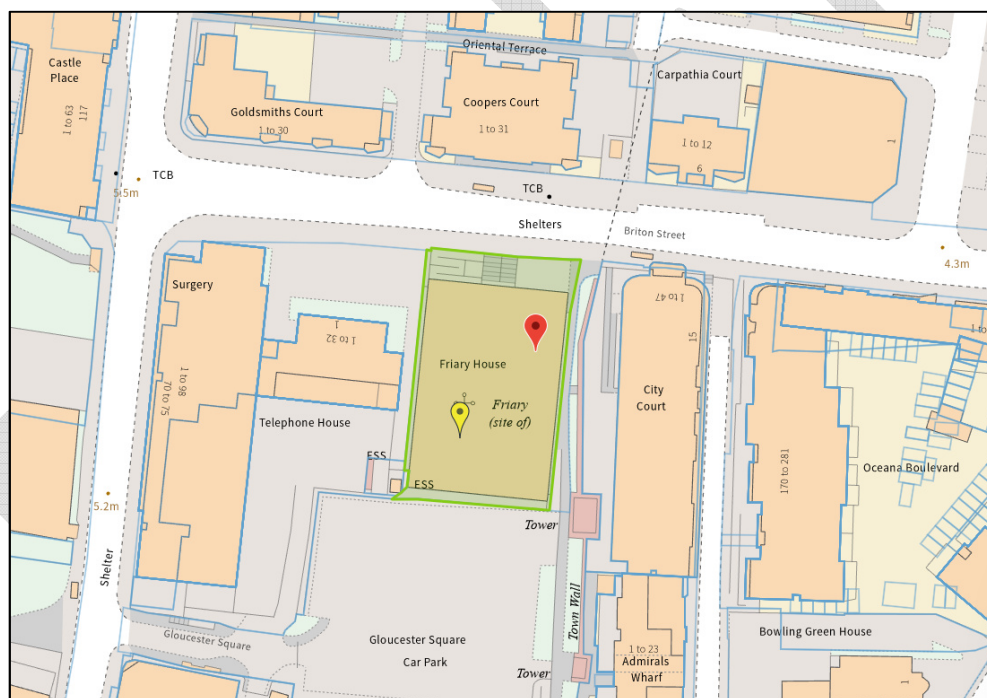 Oriental Terrace
Castle
Place
1 to 63
117
Goldsmiths Court
1 to 30
Coopers Court
1 to 31
Carpathia Court
1 to 12
6
1
5.5m
TCB
TCB
Shelters
Briton Street
4.3m
Surgery
1 to 98
70 to 75
1
1 to 32
Telephone House
Friary House
Friary
(site of)
ESS
ESS
1 to 47
15
City
Court
170 to 281
Oceana Boulevard
5.2m
Shelter
Tower
Town Wall
Gloucester Square
Gloucester Square
Car Park
Tower
1 to 23
Admirals
Wharf
Bowling Green House
1